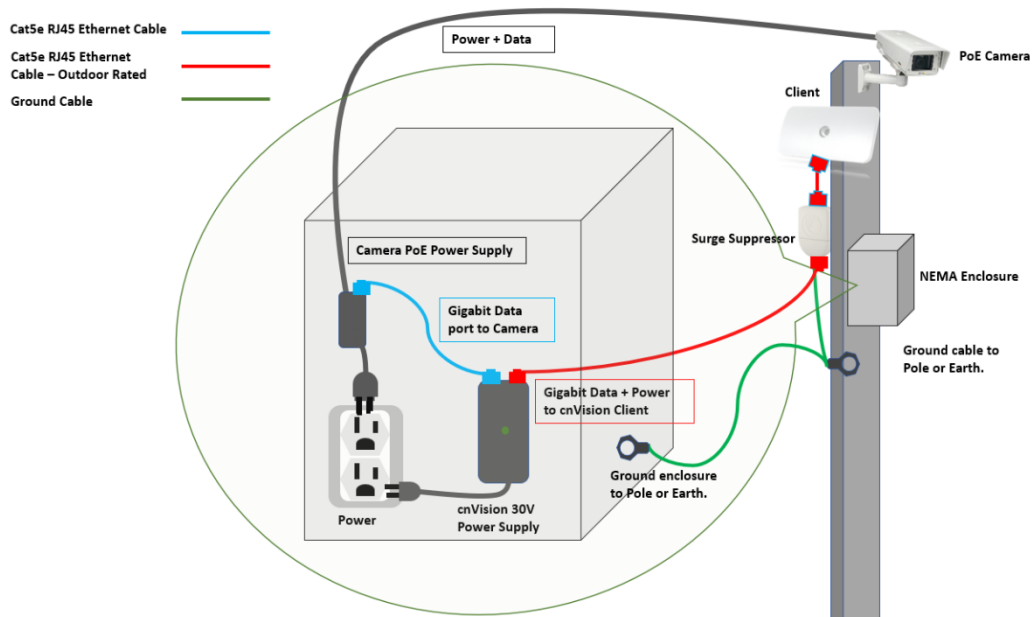 Cat5e RJ45 Ethernet Cable
Cat5e RJ45 Ethernet
Cable – Outdoor Rated
Ground Cable
Power + Data
PoE Camera
Client
Surge Suppressor
NEMA Enclosure
Camera PoE Power Supply
Gigabit Data
port to Camera
Ground cable to
Pole or Earth.
Gigabit Data + Power
to cnVision Client
Ground enclosure
to Pole or Earth.
Power
cnVision 30V
Power Supply